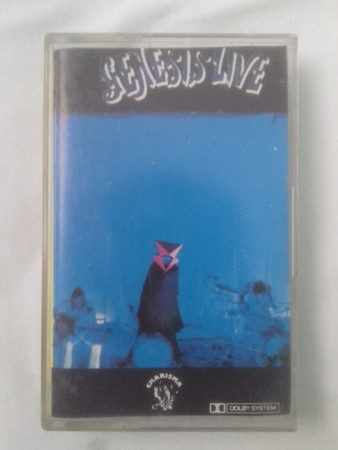 GENESIS LIVE
CHARISMA
DOLBY SYSTEM